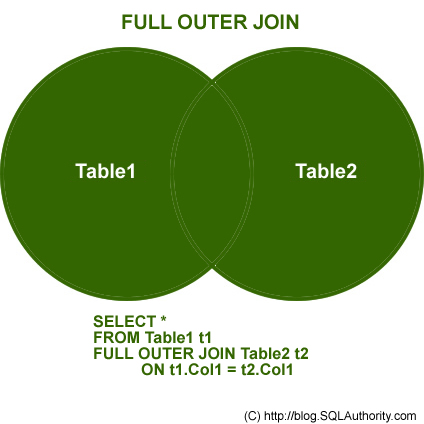 FULL OUTER JOIN
Table1
Table2
SELECT *
FROM Table1 t1
FULL OUTER JOIN Table2 t2
ON t1.Col1 = t2.Col1
(C) http://blog.SQLAuthority.com